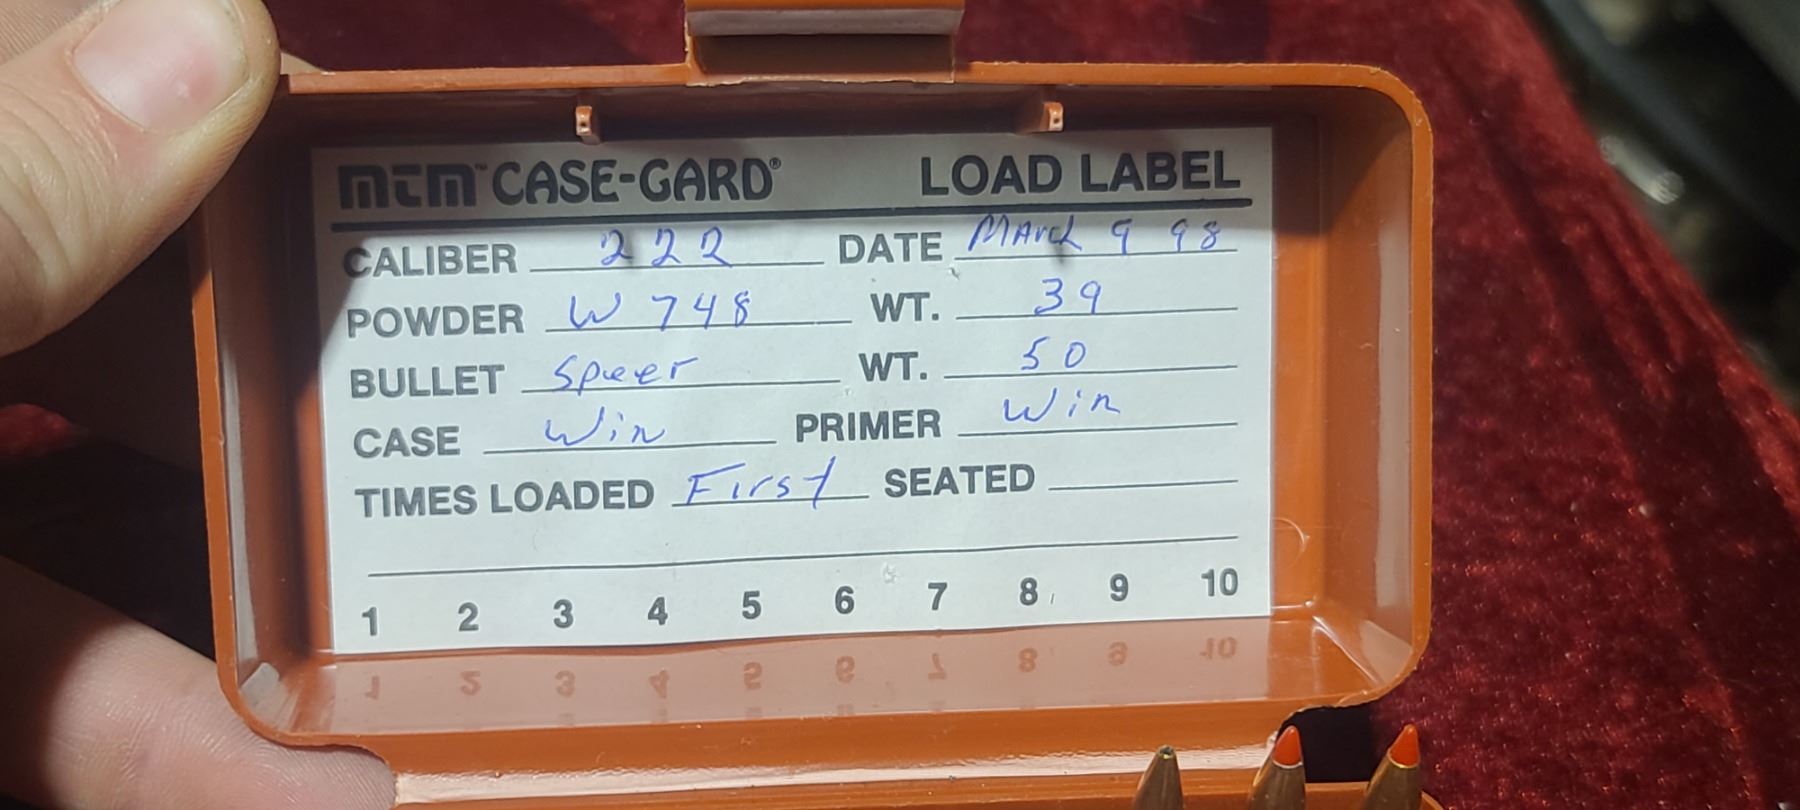 mtm™ CASE-GARD® LOAD LABEL
CALIBER 222 DATE March 9 98
POWDER W 748 WT. 39
BULLET Speer WT. 50
CASE Win PRIMER Win
TIMES LOADED First SEATED
1 2 3 4 5 6 7 8 9 10